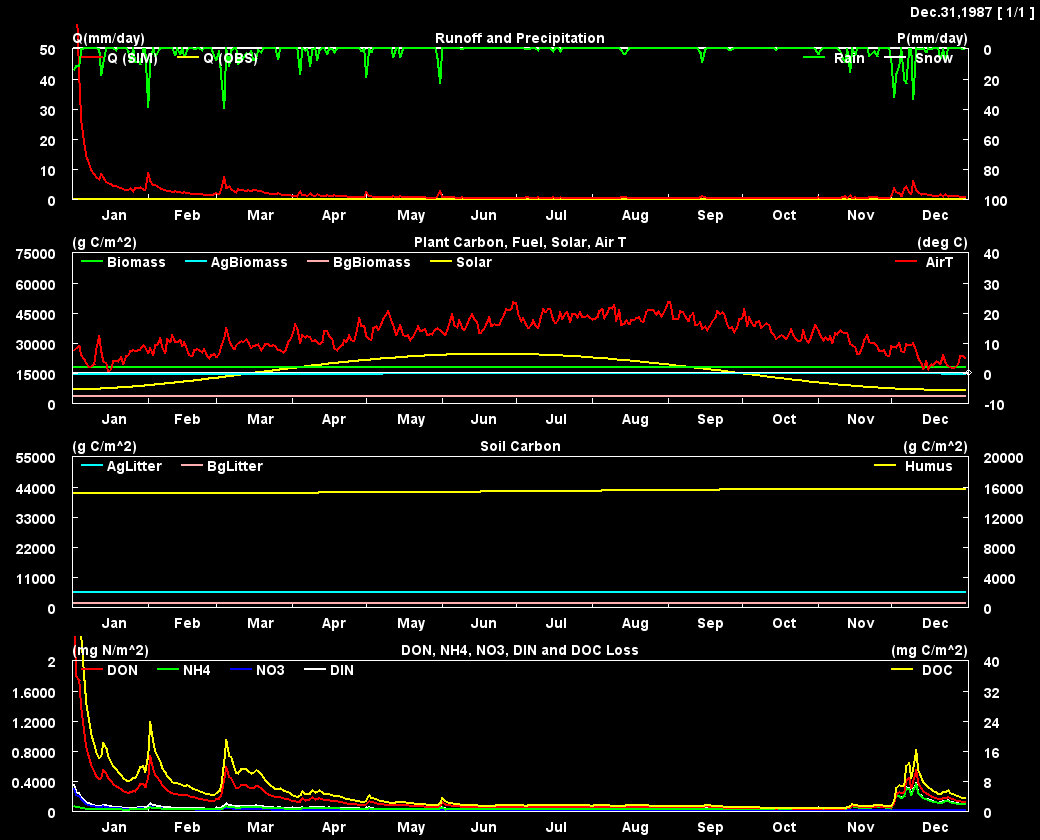 Dec.31,1987 [ 1/1 ]
Q(mm/day) Runoff and Precipitation P(mm/day)
50 Q (SIM) Q (OBS) Rain Snow 0
40 20
30 40
20 60
10 80
0 100
Jan Feb Mar Apr May Jun Jul Aug Sep Oct Nov Dec
(g C/m^2) Plant Carbon, Fuel, Solar, Air T (deg C)
75000 40
Biomass AgBiomass BgBiomass Solar AirT
60000 30
45000 20
30000 10
15000 0
0 -10
Jan Feb Mar Apr May Jun Jul Aug Sep Oct Nov Dec
(g C/m^2) Soil Carbon (g C/m^2)
55000 20000
AgLitter BgLitter Humus
44000 16000
33000 12000
22000 8000
11000 4000
0 0
Jan Feb Mar Apr May Jun Jul Aug Sep Oct Nov Dec
(mg N/m^2) DON, NH4, NO3, DIN and DOC Loss (mg C/m^2)
2 40
DON NH4 NO3 DIN DOC
1.6000 32
1.2000 24
0.8000 16
0.4000 8
0 0
Jan Feb Mar Apr May Jun Jul Aug Sep Oct Nov Dec